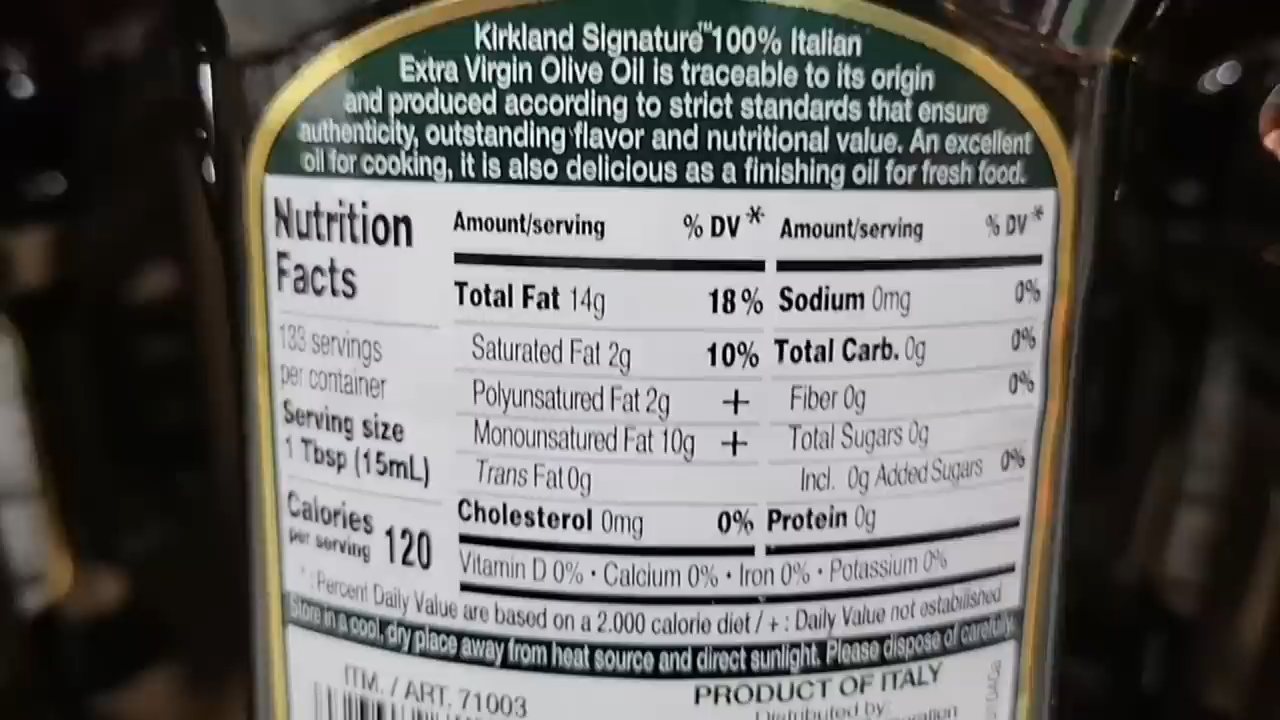 Kirkland Signature™100% Italian
Extra Virgin Olive Oil is traceable to its origin
and produced according to strict standards that ensure
authenticity, outstanding flavor and nutritional value. An excellent
oil for cooking, it is also delicious as a finishing oil for fresh food.
Nutrition
Facts
133 servings
per container
Serving size
1 Tbsp (15mL)
Calories
per serving 120
Amount/serving % DV*
Total Fat 14g 18%
Saturated Fat 2g 10%
Polyunsatured Fat 2g +
Monounsatured Fat 10g +
Trans Fat 0g
Cholesterol 0mg 0%
Amount/serving % DV*
Sodium 0mg 0%
Total Carb. 0g 0%
Fiber 0g 0%
Total Sugars 0g
Incl. 0g Added Sugars 0%
Protein 0g
Vitamin D 0% • Calcium 0% • Iron 0% • Potassium 0%
* : Percent Daily Value are based on a 2.000 calorie diet / + : Daily Value not established
Store in a cool, dry place away from heat source and direct sunlight. Please dispose of carefully.
ITM. / ART. 71003
PRODUCT OF ITALY
Distributed by: